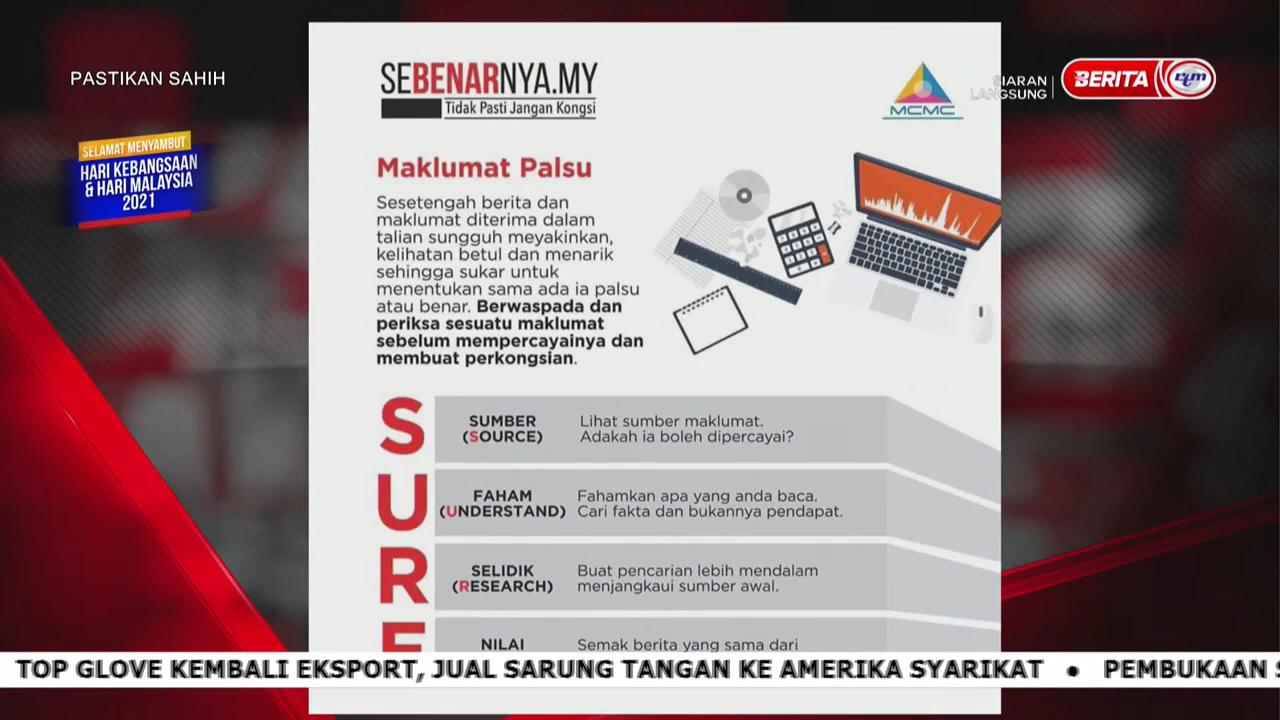 PASTIKAN SAHIH
SELAMAT MENYAMBUT
HARI KEBANGSAAN
& HARI MALAYSIA
2021
SEBENARNYA.MY
Tidak Pasti Jangan Kongsi
MCMC
SIARAN
LANGSUNG
BERITA rtm
Maklumat Palsu
Sesetengah berita dan
maklumat diterima dalam
talian sungguh meyakinkan,
kelihatan betul dan menarik
sehingga sukar untuk
menentukan sama ada ia palsu
atau benar. Berwaspada dan
periksa sesuatu maklumat
sebelum mempercayainya dan
membuat perkongsian.
S
SUMBER
(SOURCE)
Lihat sumber maklumat.
Adakah ia boleh dipercayai?
U
FAHAM
(UNDERSTAND)
Fahamkan apa yang anda baca.
Cari fakta dan bukannya pendapat.
R
SELIDIK
(RESEARCH)
Buat pencarian lebih mendalam
menjangkaui sumber awal.
E
NILAI
Semak berita yang sama dari
TOP GLOVE KEMBALI EKSPORT, JUAL SARUNG TANGAN KE AMERIKA SYARIKAT • PEMBUKAAN S